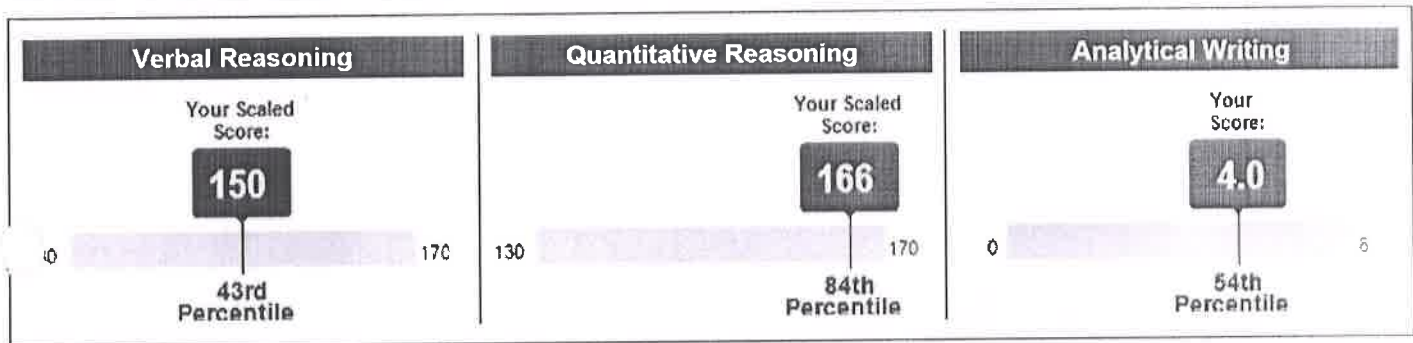 Verbal Reasoning
Your Scaled
Score:
150
170
43rd
Percentile
Quantitative Reasoning
Your Scaled
Score:
166
130
170
84th
Percentile
Analytical Writing
Your
Score:
4.0
0
6
54th
Percentile